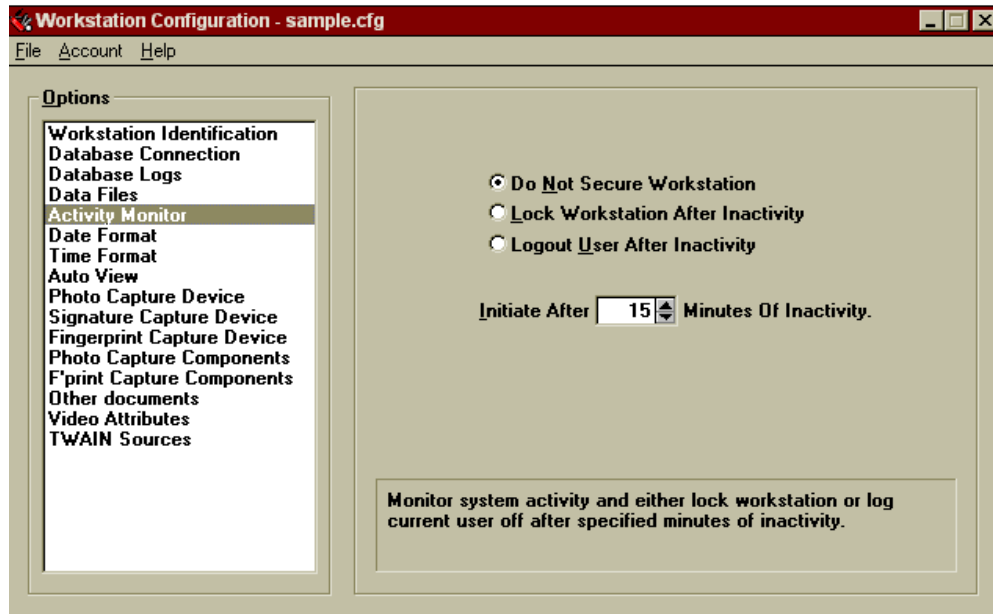 Workstation Configuration - sample.cfg
File Account Help
Options
Workstation Identification
Database Connection
Database Logs
Data Files
Activity Monitor
Date Format
Time Format
Auto View
Photo Capture Device
Signature Capture Device
Fingerprint Capture Device
Photo Capture Components
F'print Capture Components
Other documents
Video Attributes
TWAIN Sources
Do Not Secure Workstation
Lock Workstation After Inactivity
Logout User After Inactivity
Initiate After 15 Minutes Of Inactivity.
Monitor system activity and either lock workstation or log
current user off after specified minutes of inactivity.